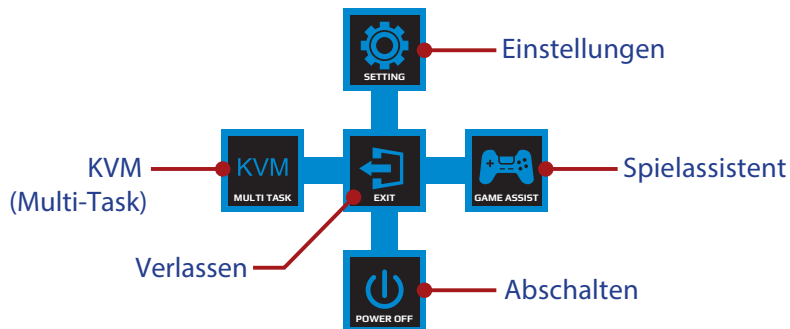 SETTING
Einstellungen
KVM
(Multi-Task)
KVM
MULTI TASK
EXIT
GAME ASSIST
Spielassistent
Verlassen
POWER OFF
Abschalten